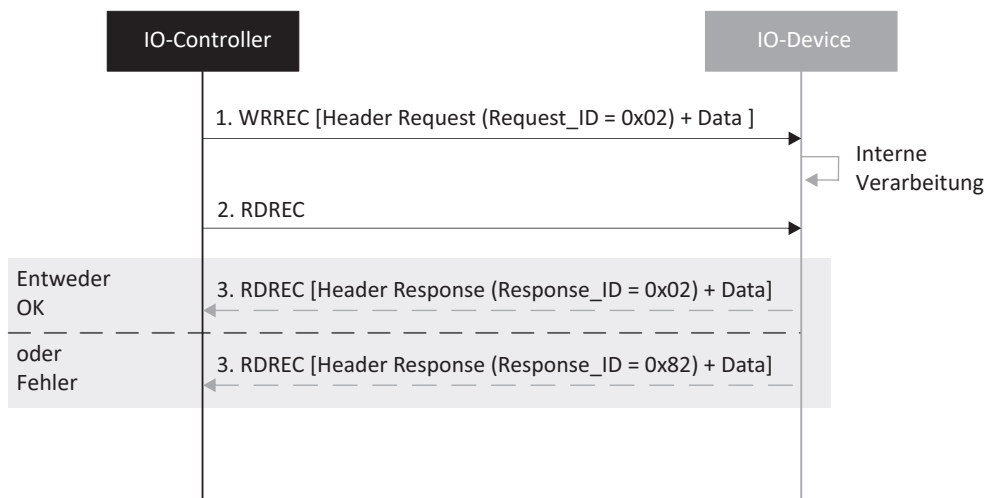 IO-Controller
IO-Device
1. WRREC [Header Request (Request_ID = 0x02) + Data ]
Interne
Verarbeitung
2. RDREC
Entweder
OK
3. RDREC [Header Response (Response_ID = 0x02) + Data]
oder
Fehler
3. RDREC [Header Response (Response_ID = 0x82) + Data]